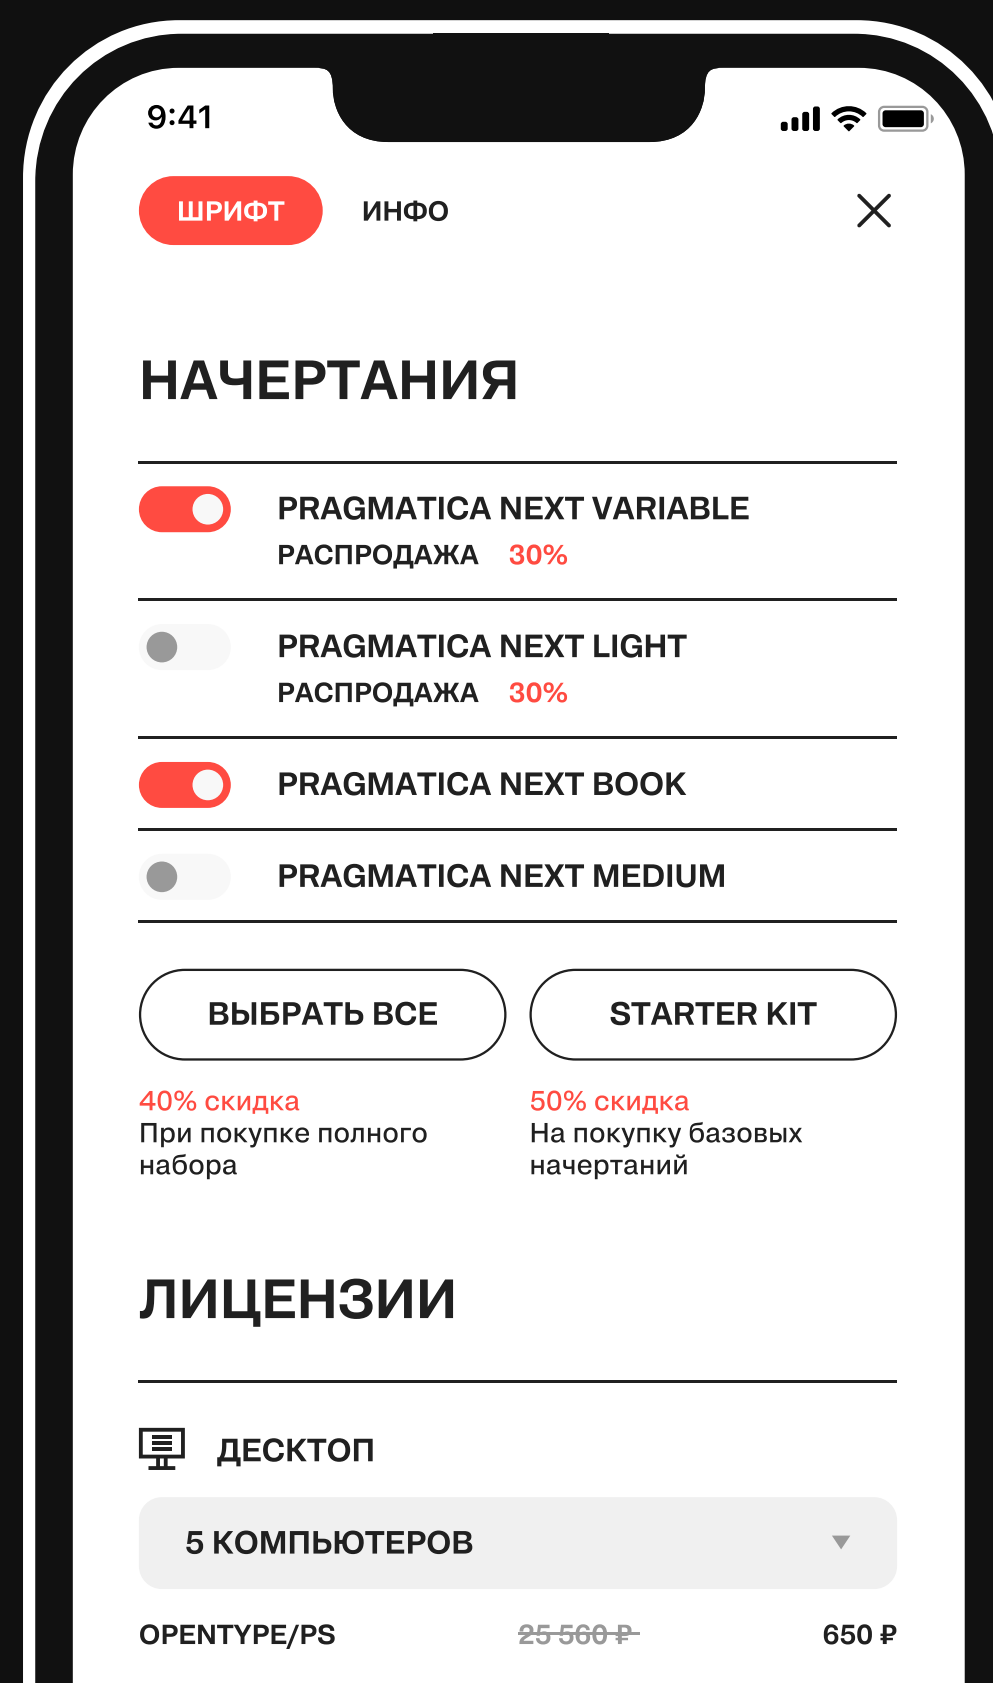 9:41
ШРИФТ ИНФО
НАЧЕРТАНИЯ
PRAGMATICA NEXT VARIABLE
РАСПРОДАЖА 30%
PRAGMATICA NEXT LIGHT
РАСПРОДАЖА 30%
PRAGMATICA NEXT BOOK
PRAGMATICA NEXT MEDIUM
ВЫБРАТЬ ВСЕ
40% скидка
При покупке полного
набора
STARTER KIT
50% скидка
На покупку базовых
начертаний
ЛИЦЕНЗИИ
ДЕСКТОП
5 КОМПЬЮТЕРОВ
OPENTYPE/PS 25 560 ₽ 650 ₽